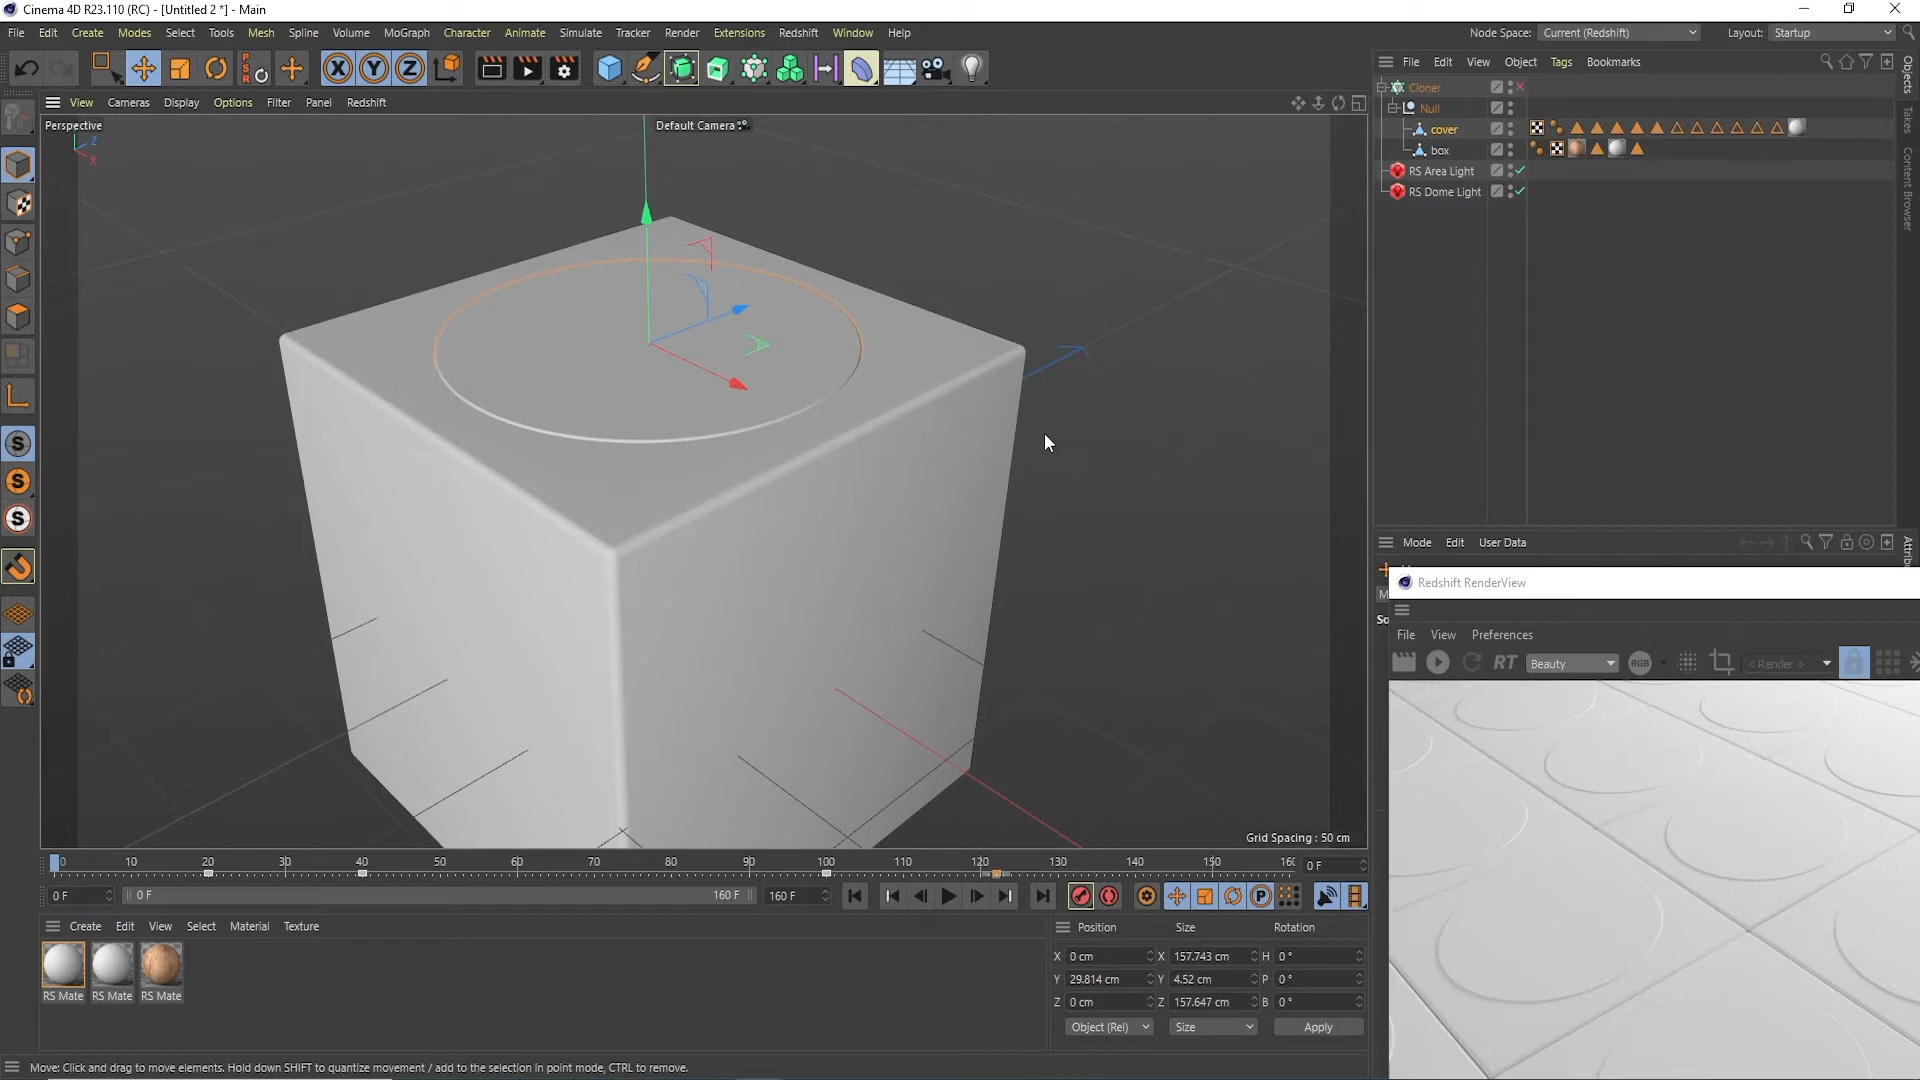 Cinema 4D R23.110 (RC) - [Untitled 2 *] - Main
File Edit Create Modes Select Tools Mesh Spline Volume MoGraph Character Animate Simulate Tracker Render Extensions Redshift Window Help
Node Space: Current (Redshift) Layout: Startup
PSR X Y Z
File Edit View Object Tags Bookmarks
View Cameras Display Options Filter Panel Redshift
Perspective
Default Camera
Z
X
Cloner
Null
cover
box
RS Area Light
RS Dome Light
Objects
Takes
Content Browser
S
S
S
Mode Edit User Data
Redshift RenderView
File View Preferences
RT Beauty RGB < Render >
Grid Spacing : 50 cm
0 10 20 30 40 50 60 70 80 90 100 110 120 130 140 150 0 F
0 F 0 F 160 F 160 F
P
Create Edit View Select Material Texture
RS Mate RS Mate RS Mate
Position Size Rotation
X 0 cm X 157.743 cm H 0 °
Y 29.814 cm Y 4.52 cm P 0 °
Z 0 cm Z 157.647 cm B 0 °
Object (Rel) Size Apply
Move: Click and drag to move elements. Hold down SHIFT to quantize movement / add to the selection in point mode, CTRL to remove.